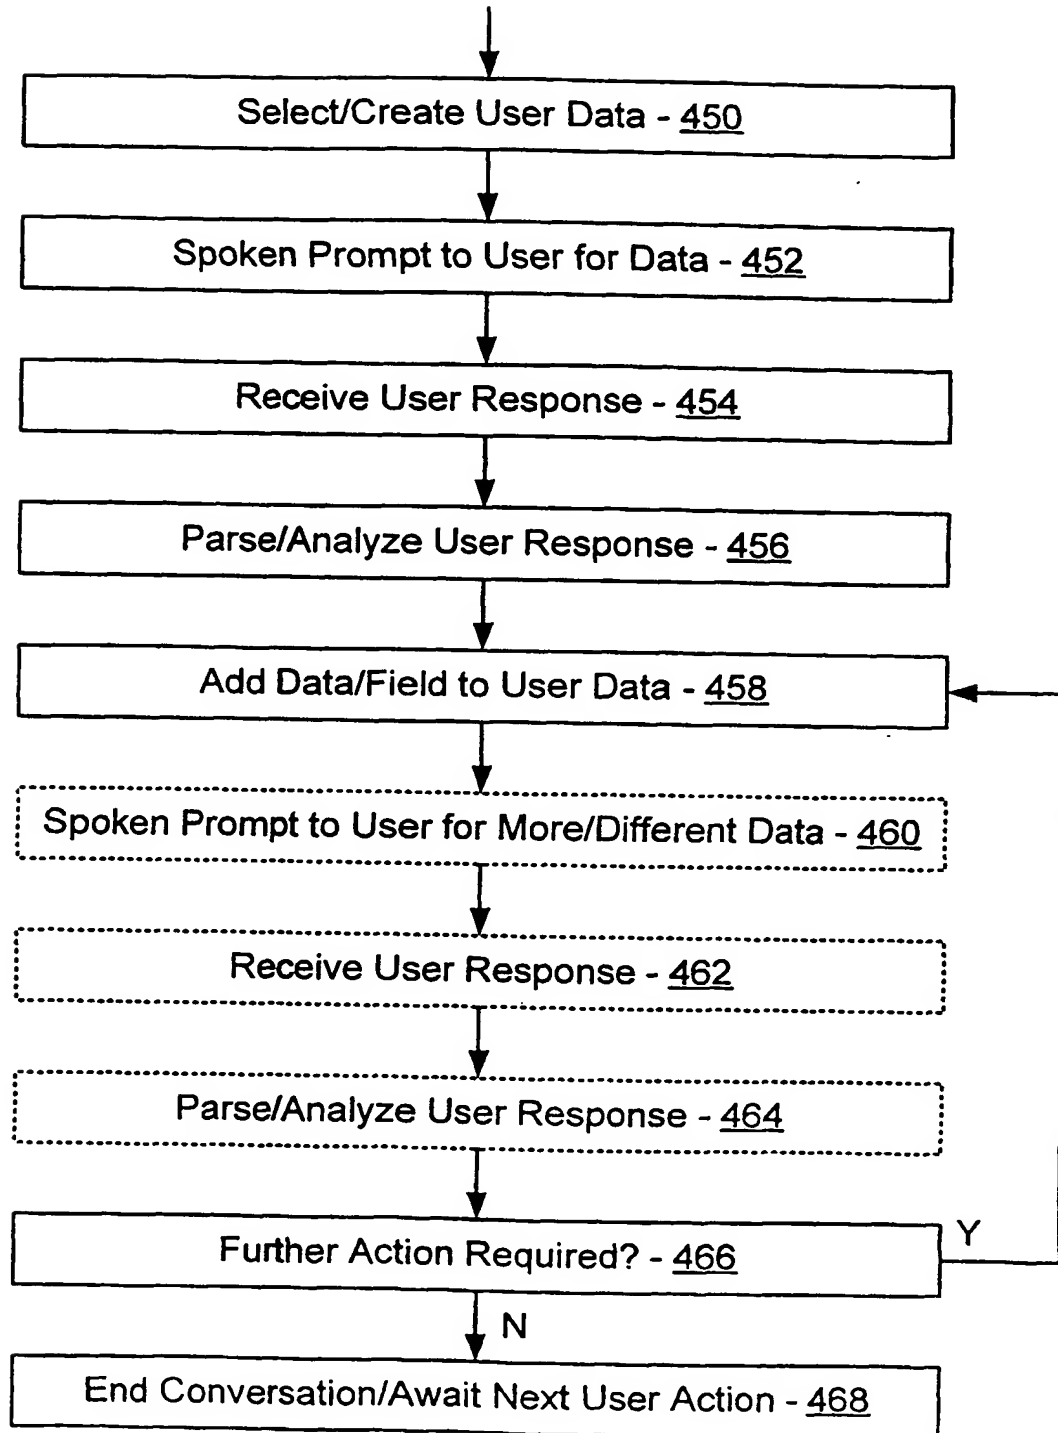 Select/Create User Data - 450
Spoken Prompt to User for Data - 452
Receive User Response - 454
Parse/Analyze User Response - 456
Add Data/Field to User Data - 458
Spoken Prompt to User for More/Different Data - 460
Receive User Response - 462
Parse/Analyze User Response - 464
Further Action Required? - 466
Y
N
End Conversation/Await Next User Action - 468